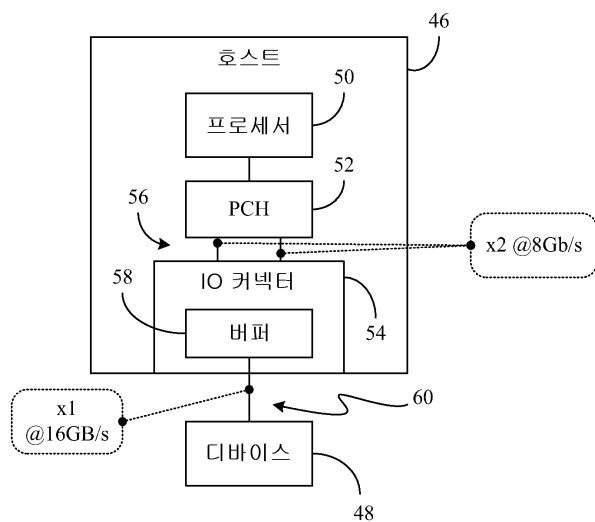 46
호스트
50
프로세서
52
PCH
56
x2 @8Gb/s
IO 커넥터
58
버퍼
54
x1
@16GB/s
60
디바이스
48